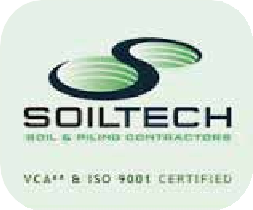 SOILTECH
SOIL & PILING CONTRACTORS
VCA** & ISO 9001 CERTIFIED